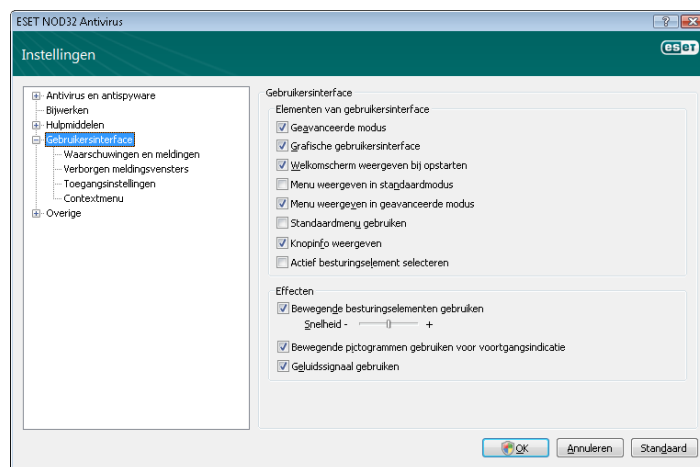 ESET NOD32 Antivirus
Instellingen
eset
Antivirus en antispyware
Bijwerken
Hulpmiddelen
Gebruikersinterface
Waarschuwingen en meldingen
Verborgen meldingsvensters
Toegangsinstellingen
Contextmenu
Overige
Gebruikersinterface
Elementen van gebruikersinterface
Geavanceerde modus
Grafische gebruikersinterface
Welkomscherm weergeven bij opstarten
Menu weergeven in standaardmodus
Menu weergeven in geavanceerde modus
Standaardmenu gebruiken
Knopinfo weergeven
Actief besturingselement selecteren
Effecten
Bewegende besturingselementen gebruiken
Snelheid - +
Bewegende pictogrammen gebruiken voor voortgangsindicatie
Geluidssignaal gebruiken
OK Annuleren Standaard